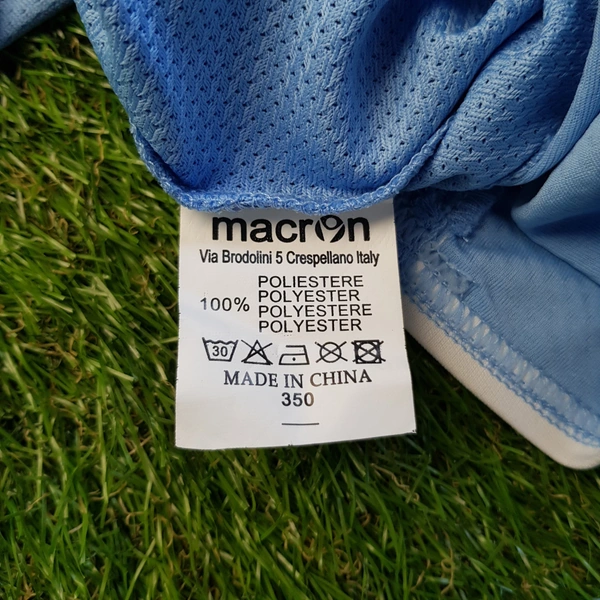 macron
Via Brodolini 5 Crespellano Italy
100% POLIESTERE
POLYESTER
POLYESTERE
POLYESTER
30
MADE IN CHINA
350